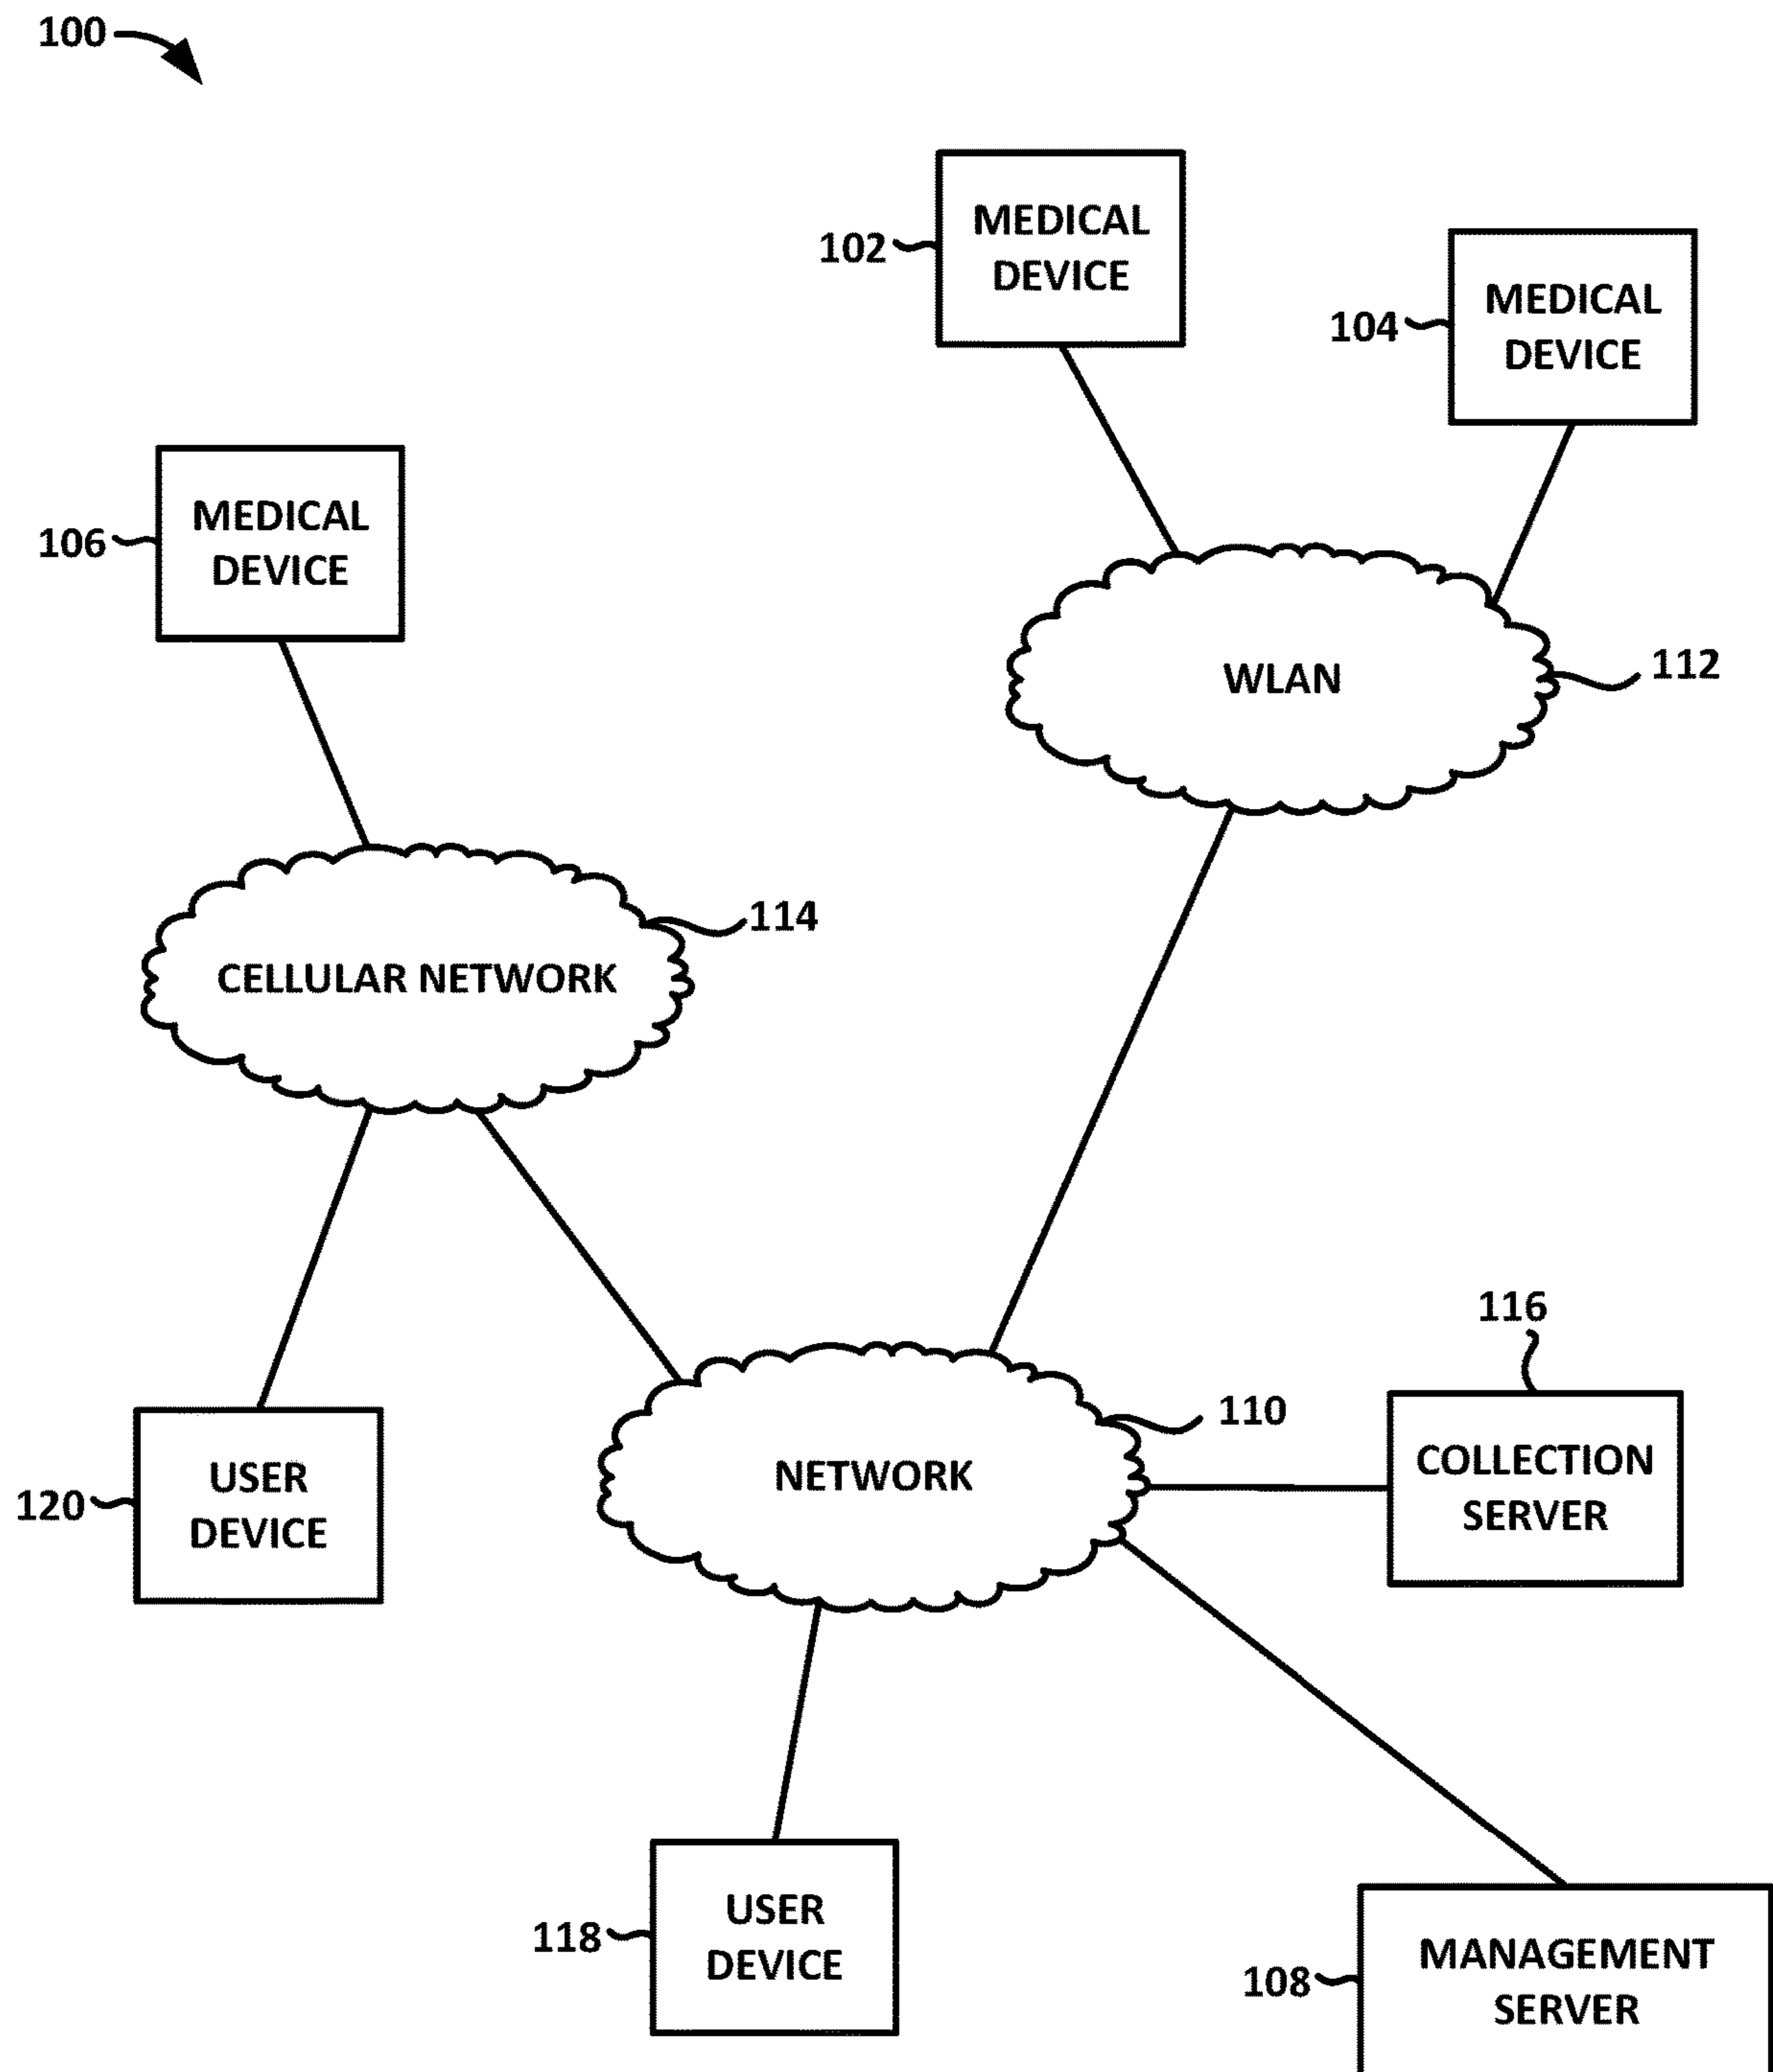 100
MEDICAL
DEVICE
102
MEDICAL
DEVICE
104
MEDICAL
DEVICE
106
WLAN
112
114
CELLULAR NETWORK
116
110
COLLECTION
SERVER
NETWORK
USER
DEVICE
120
USER
DEVICE
118
MANAGEMENT
SERVER
108